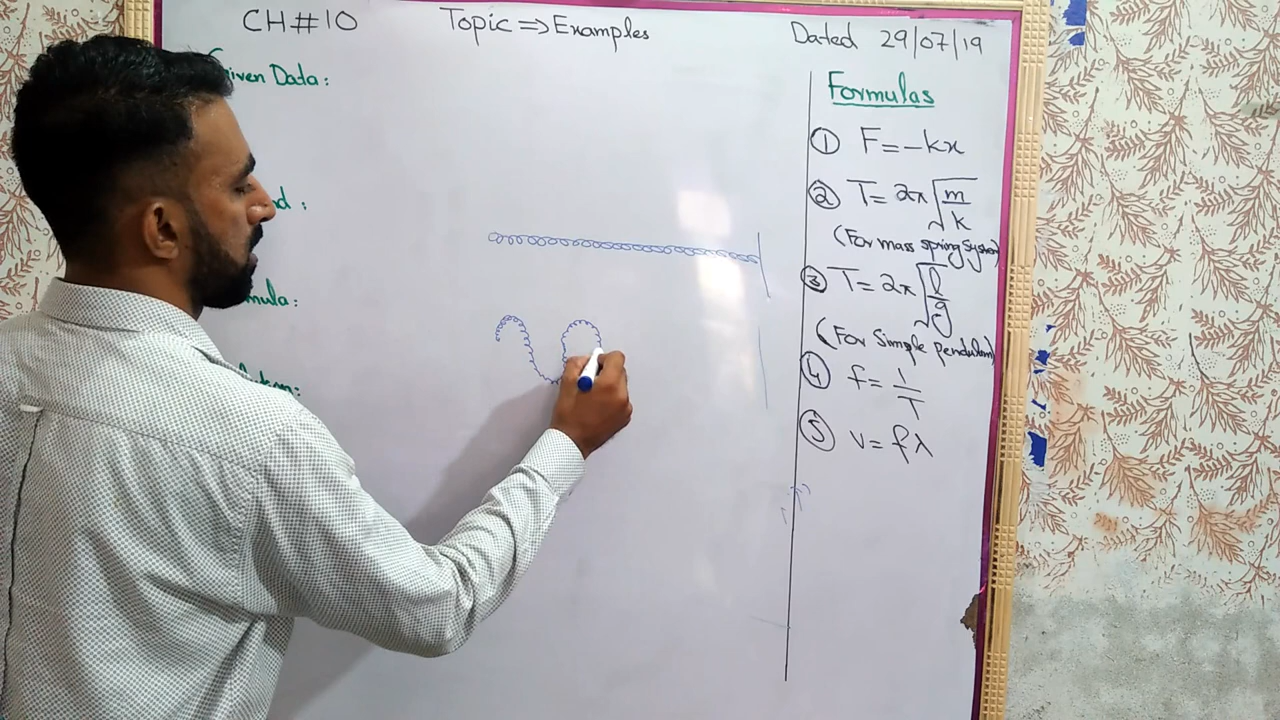 CH#10
Topic ⇒ Examples
Dated 29/07/19
Given Data:
Formulas
① F = -kx
② T = 2π√m/k
(For mass spring system)
③ T = 2π√l/g
(For Simple pendulum)
④ f = 1/T
⑤ v = fλ